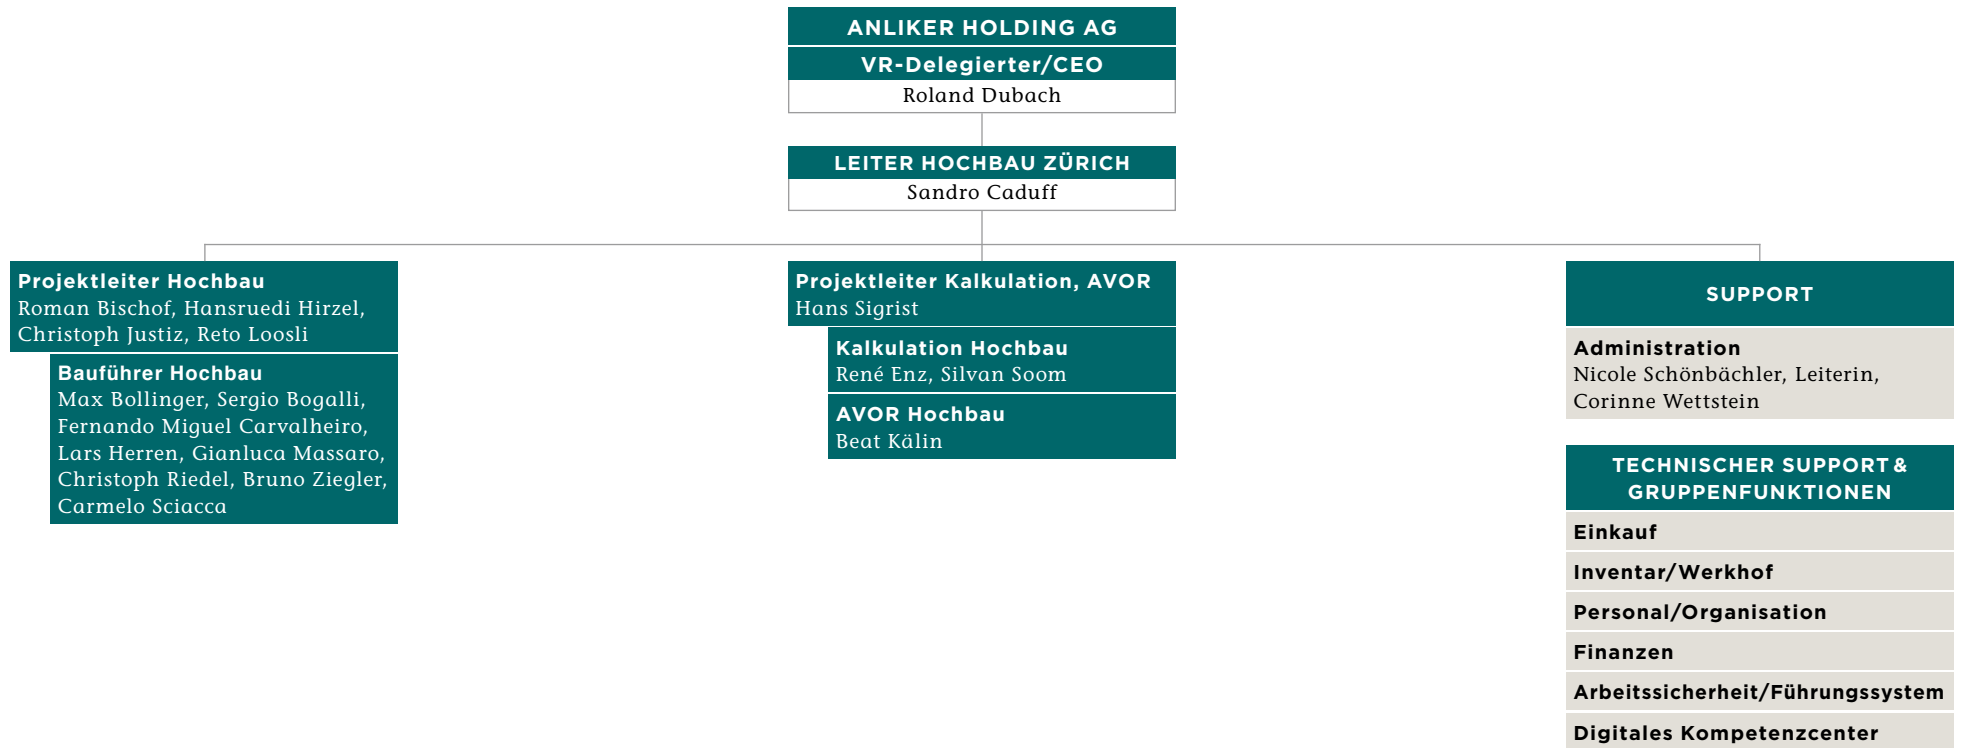 ANLIKER HOLDING AG
VR-Delegierter/CEO
Roland Dubach
LEITER HOCHBAU ZÜRICH
Sandro Caduff
Projektleiter Hochbau
Roman Bischof, Hansruedi Hirzel,
Christoph Justiz, Reto Loosli
Bauführer Hochbau
Max Bollinger, Sergio Bogalli,
Fernando Miguel Carvalheiro,
Lars Herren, Gianluca Massaro,
Christoph Riedel, Bruno Ziegler,
Carmelo Sciacca
Projektleiter Kalkulation, AVOR
Hans Sigrist
Kalkulation Hochbau
René Enz, Silvan Soom
AVOR Hochbau
Beat Kälin
SUPPORT
Administration
Nicole Schönbächler, Leiterin,
Corinne Wettstein
TECHNISCHER SUPPORT &
GRUPPENFUNKTIONEN
Einkauf
Inventar/Werkhof
Personal/Organisation
Finanzen
Arbeitssicherheit/Führungssystem
Digitales Kompetenzcenter